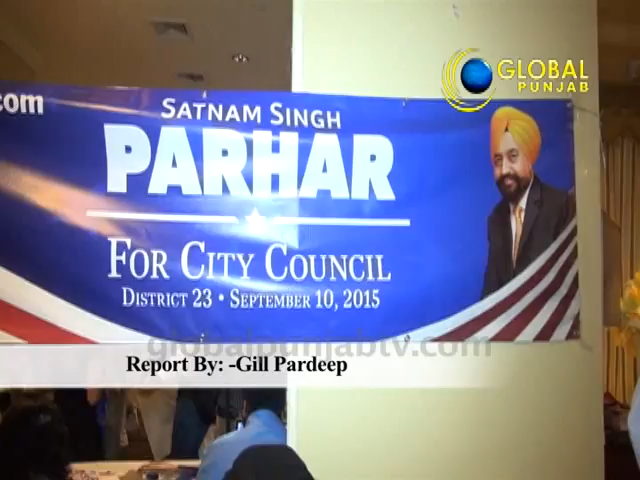 GLOBAL
PUNJAB
com
SATNAM SINGH
PARHAR
FOR CITY COUNCIL
DISTRICT 23 • SEPTEMBER 10, 2015
globalpunjabtv.com
Report By: -Gill Pardeep